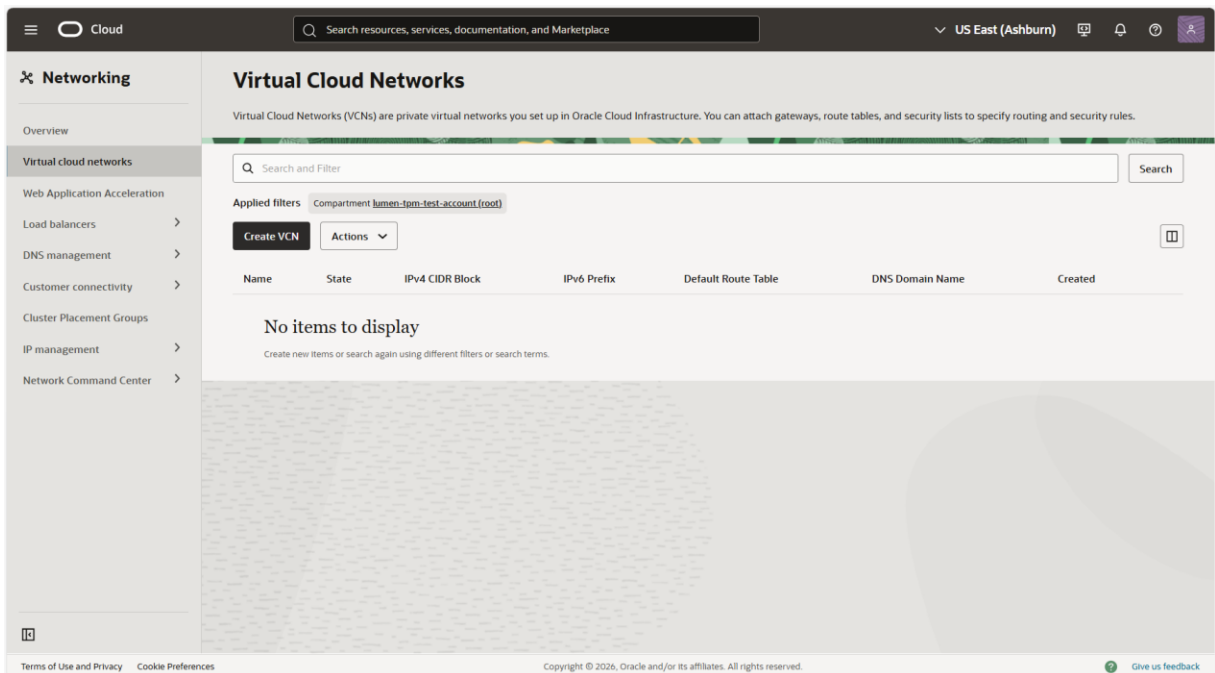 Cloud
Search resources, services, documentation, and Marketplace
US East (Ashburn)
Networking
Overview
Virtual cloud networks
Web Application Acceleration
Load balancers
DNS management
Customer connectivity
Cluster Placement Groups
IP management
Network Command Center
Virtual Cloud Networks
Virtual Cloud Networks (VCNs) are private virtual networks you set up in Oracle Cloud Infrastructure. You can attach gateways, route tables, and security lists to specify routing and security rules.
Search and Filter
Search
Applied filters Compartment lumen-tpm-test-account (root)
Create VCN Actions
Name State IPv4 CIDR Block IPv6 Prefix Default Route Table DNS Domain Name Created
No items to display
Create new items or search again using different filters or search terms.
Terms of Use and Privacy Cookie Preferences Copyright © 2026, Oracle and/or its affiliates. All rights reserved. Give us feedback